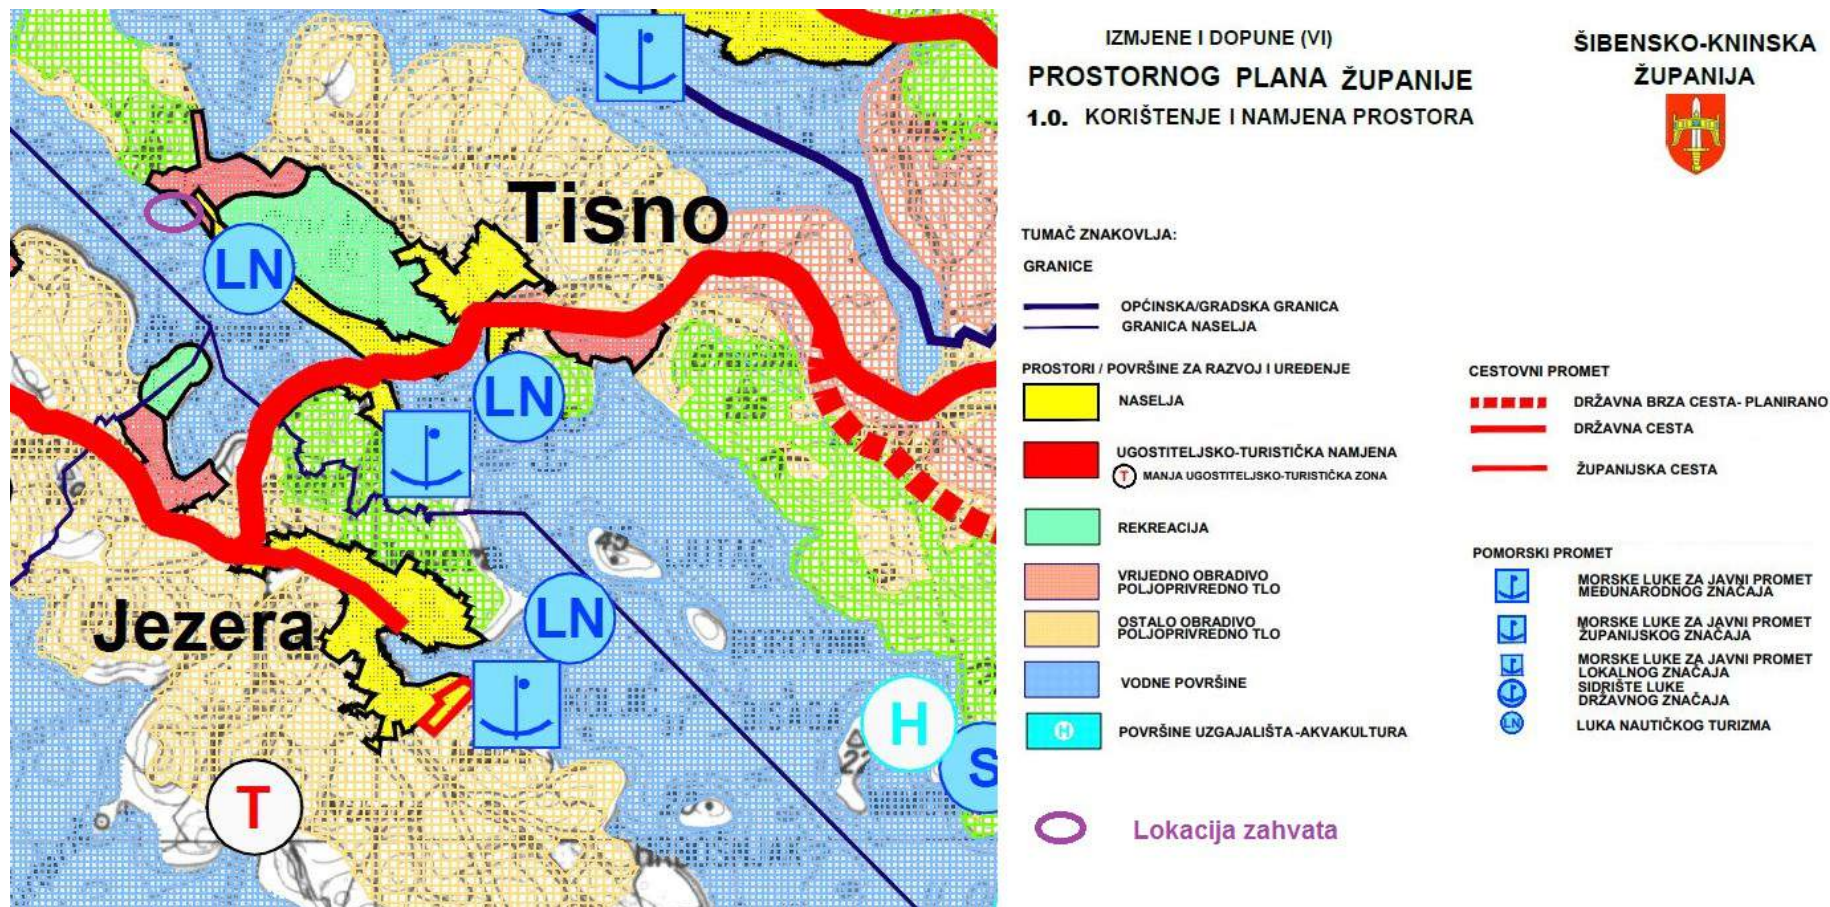 Tisno
LN
LN
Jezera
LN
H
S
T
45
22
IZMJENE I DOPUNE (VI)
PROSTORNOG PLANA ŽUPANIJE
1.0. KORIŠTENJE I NAMJENA PROSTORA
ŠIBENSKO-KNINSKA
ŽUPANIJA
TUMAČ ZNAKOVLJA:
GRANICE
OPĆINSKA/GRADSKA GRANICA
GRANICA NASELJA
PROSTORI / POVRŠINE ZA RAZVOJ I UREĐENJE
NASELJA
UGOSTITELJSKO-TURISTIČKA NAMJENA
T MANJA UGOSTITELJSKO-TURISTIČKA ZONA
REKREACIJA
VRIJEDNO OBRADIVO
POLJOPRIVREDNO TLO
OSTALO OBRADIVO
POLJOPRIVREDNO TLO
VODNE POVRŠINE
H POVRŠINE UZGAJALIŠTA-AKVAKULTURA
CESTOVNI PROMET
DRŽAVNA BRZA CESTA- PLANIRANO
DRŽAVNA CESTA
ŽUPANIJSKA CESTA
POMORSKI PROMET
MORSKE LUKE ZA JAVNI PROMET
MEĐUNARODNOG ZNAČAJA
MORSKE LUKE ZA JAVNI PROMET
ŽUPANIJSKOG ZNAČAJA
MORSKE LUKE ZA JAVNI PROMET
LOKALNOG ZNAČAJA
SIDRIŠTE LUKE
DRŽAVNOG ZNAČAJA
LN LUKA NAUTIČKOG TURIZMA
Lokacija zahvata